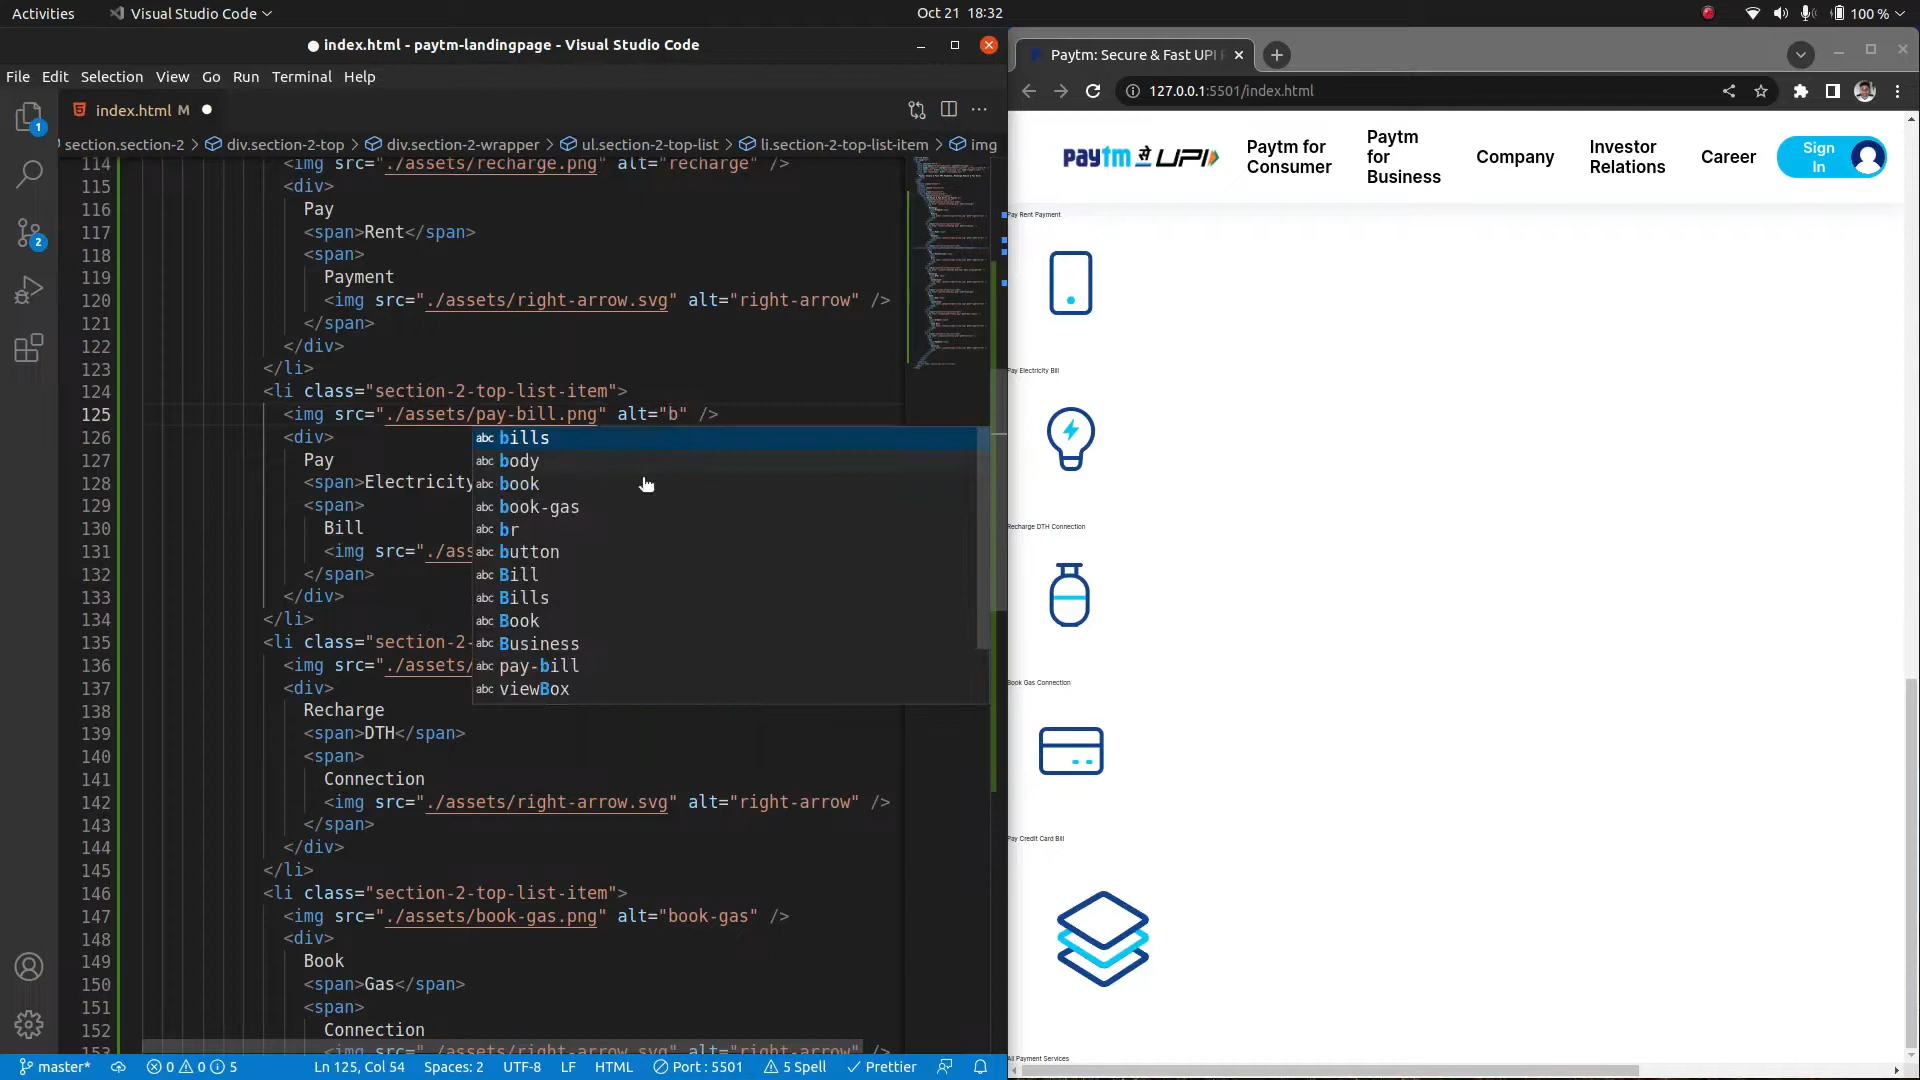 Activities
Visual Studio Code
Oct 21 18:32
100 %
index.html - paytm-landingpage - Visual Studio Code
File Edit Selection View Go Run Terminal Help
index.html M
section.section-2 > div.section-2-top > div.section-2-wrapper > ul.section-2-top-list > li.section-2-top-list-item > img
114 <img src="./assets/recharge.png" alt="recharge" />
115 <div>
116 Pay
117 <span>Rent</span>
118 <span>
119 Payment
120 <img src="./assets/right-arrow.svg" alt="right-arrow" />
121 </span>
122 </div>
123 </li>
124 <li class="section-2-top-list-item">
125 <img src="./assets/pay-bill.png" alt="b" />
126 <div>
127 Pay
128 <span>Electricity
129 <span>
130 Bill
131 <img src="./ass
132 </span>
133 </div>
134 </li>
135 <li class="section-2-
136 <img src="./assets/
137 <div>
138 Recharge
139 <span>DTH</span>
140 <span>
141 Connection
142 <img src="./assets/right-arrow.svg" alt="right-arrow" />
143 </span>
144 </div>
145 </li>
146 <li class="section-2-top-list-item">
147 <img src="./assets/book-gas.png" alt="book-gas" />
148 <div>
149 Book
150 <span>Gas</span>
151 <span>
152 Connection
153 <img src="./assets/right-arrow.svg" alt="right-arrow" />
abc bills
abc body
abc book
abc book-gas
abc br
abc button
abc Bill
abc Bills
abc Book
abc Business
abc pay-bill
abc viewBox
1
2
master*
0 0 5
Ln 125, Col 54
Spaces: 2
UTF-8
LF
HTML
Port : 5501
5 Spell
Prettier
Paytm: Secure & Fast UPI
127.0.0.1:5501/index.html
paytm से UPI
Paytm for Consumer
Paytm for Business
Company
Investor Relations
Career
Sign In
Pay Rent Payment
Pay Electricity Bill
Recharge DTH Connection
Book Gas Connection
Pay Credit Card Bill
All Payment Services